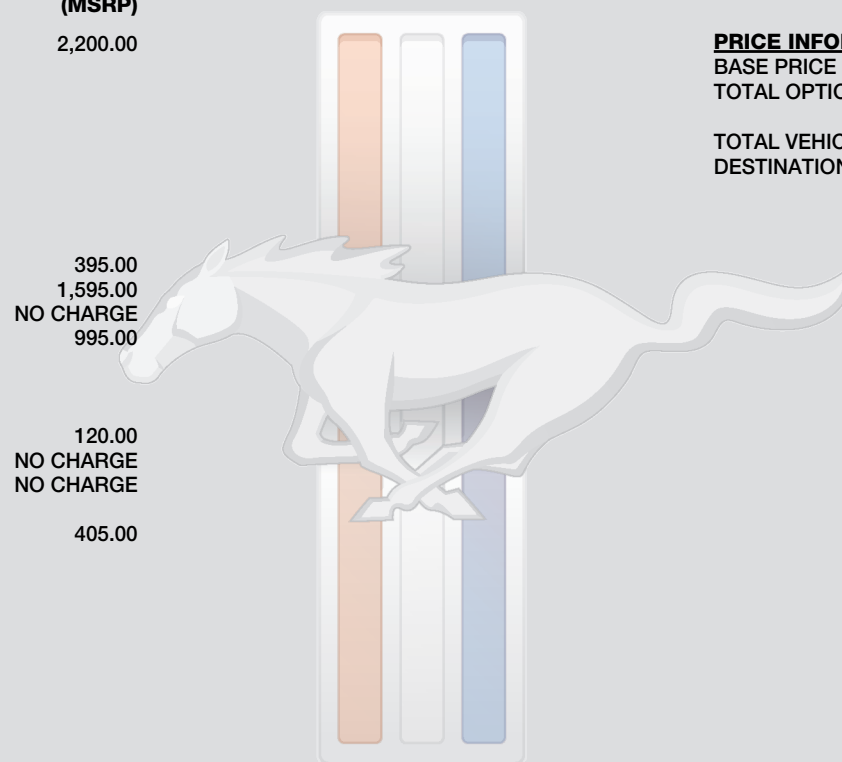 (MSRP)
2,200.00
395.00
1,595.00
NO CHARGE
995.00
120.00
NO CHARGE
NO CHARGE
405.00
PRICE INFO
BASE PRICE
TOTAL OPTIO
TOTAL VEHIC
DESTINATION